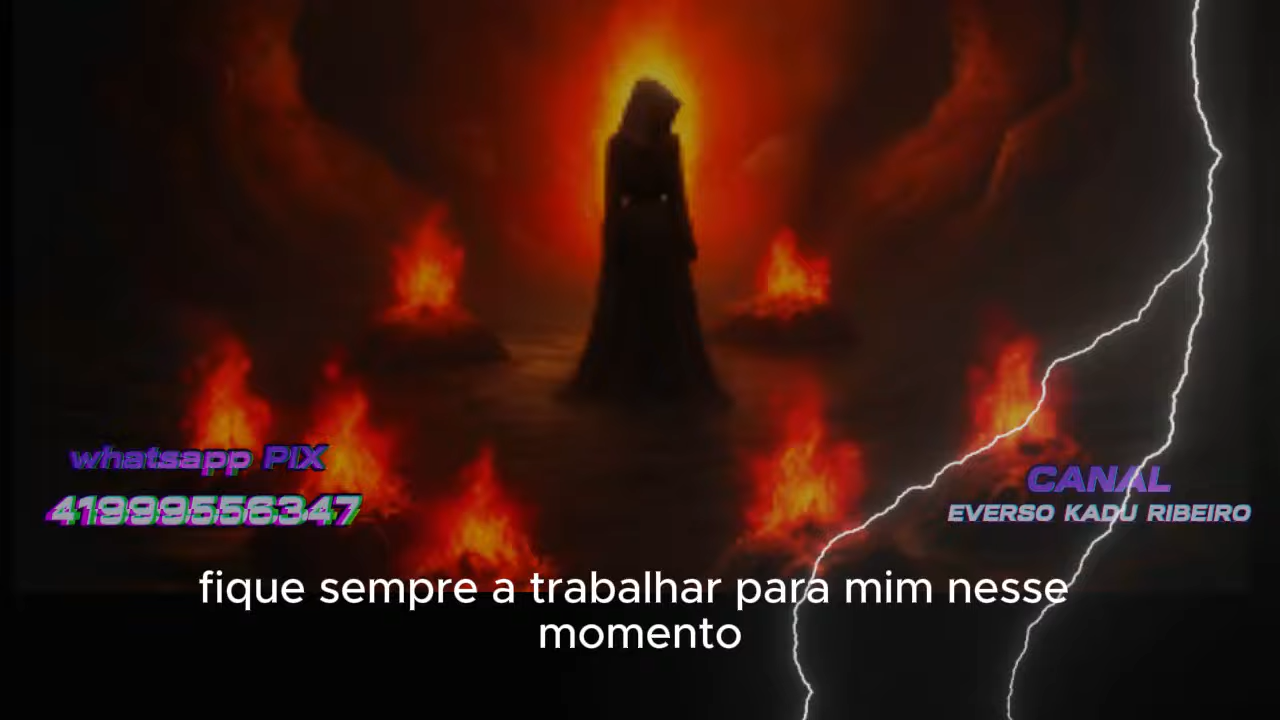 whatsapp PIX
41999556347
CANAL
EVERSO KADU RIBEIRO
fique sempre a trabalhar para mim nesse
momento